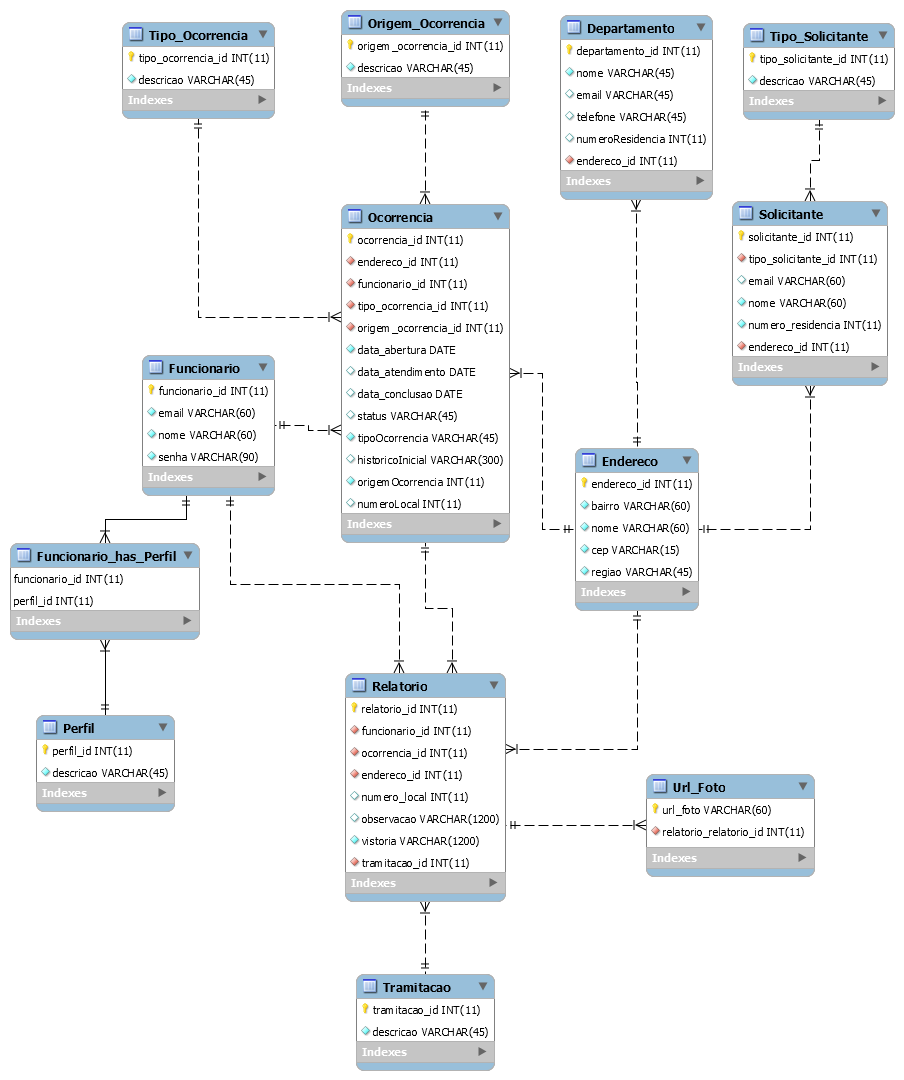 Tipo_Ocorrencia
tipo_ocorrencia_id INT(11)
descricao VARCHAR(45)
Indexes
Origem_Ocorrencia
origem _ocorrencia_id INT(11)
descricao VARCHAR(45)
Indexes
Departamento
departamento_id INT(11)
nome VARCHAR(45)
email VARCHAR(45)
telefone VARCHAR(45)
numeroResidencia INT(11)
endereco_id INT(11)
Indexes
Tipo_Solicitante
tipo_solicitante_id INT(11)
descricao VARCHAR(45)
Indexes
Ocorrencia
ocorrencia_id INT(11)
endereco_id INT(11)
funcionario_id INT(11)
tipo_ocorrencia_id INT(11)
origem _ocorrencia_id INT(11)
data_abertura DATE
data_atendimento DATE
data_conclusao DATE
status VARCHAR(45)
tipoOcorrencia VARCHAR(45)
historicoInicial VARCHAR(300)
origemOcorrencia INT(11)
numeroLocal INT(11)
Indexes
Solicitante
solicitante_id INT(11)
tipo_solicitante_id INT(11)
email VARCHAR(60)
nome VARCHAR(60)
numero_residencia INT(11)
endereco_id INT(11)
Indexes
Funcionario
funcionario_id INT(11)
email VARCHAR(60)
nome VARCHAR(60)
senha VARCHAR(90)
Indexes
Endereco
endereco_id INT(11)
bairro VARCHAR(60)
nome VARCHAR(60)
cep VARCHAR(15)
regiao VARCHAR(45)
Indexes
Funcionario_has_Perfil
funcionario_id INT(11)
perfil_id INT(11)
Indexes
Relatorio
relatorio_id INT(11)
funcionario_id INT(11)
ocorrencia_id INT(11)
endereco_id INT(11)
numero_local INT(11)
observacao VARCHAR(1200)
vistoria VARCHAR(1200)
tramitacao_id INT(11)
Indexes
Perfil
perfil_id INT(11)
descricao VARCHAR(45)
Indexes
Url_Foto
url_foto VARCHAR(60)
relatorio_relatorio_id INT(11)
Indexes
Tramitacao
tramitacao_id INT(11)
descricao VARCHAR(45)
Indexes